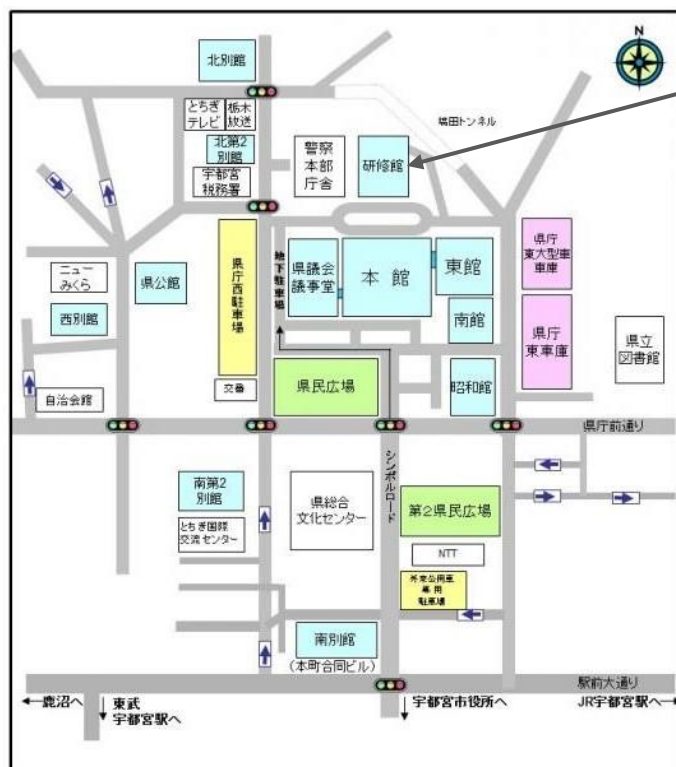 北別館
とちぎ
テレビ
栃木
放送
北第2
別館
宇都宮
税務署
警察
本部
庁舎
研修館
塙田トンネル
県庁西駐車場
地下駐車場
県議会
議事堂
本館
東館
南館
県庁
東大型車
車庫
県庁
東車庫
県立
図書館
ニュー
みくら
県公館
西別館
自治会館
交番
県民広場
昭和館
県庁前通り
南第2
別館
とちぎ国際
交流センター
県総合
文化センター
シンボルロード
第2県民広場
NTT
外来公用車
専用
駐車場
南別館
(本町合同ビル)
駅前大通り
鹿沼へ
東武
宇都宮駅へ
宇都宮市役所へ
JR宇都宮駅へ